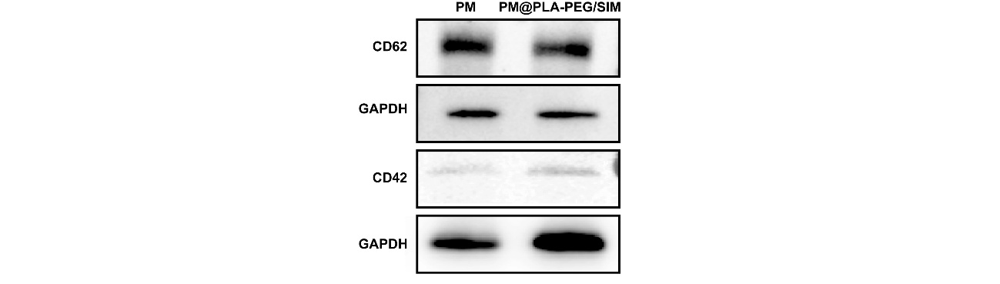 PM PM@PLA-PEG/SIM
CD62
GAPDH
CD42
GAPDH